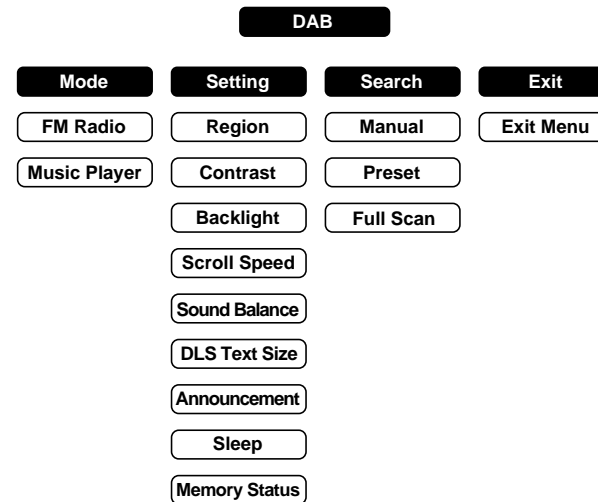 DAB
Mode
Setting
Search
Exit
FM Radio
Region
Manual
Exit Menu
Music Player
Contrast
Preset
Backlight
Full Scan
Scroll Speed
Sound Balance
DLS Text Size
Announcement
Sleep
Memory Status